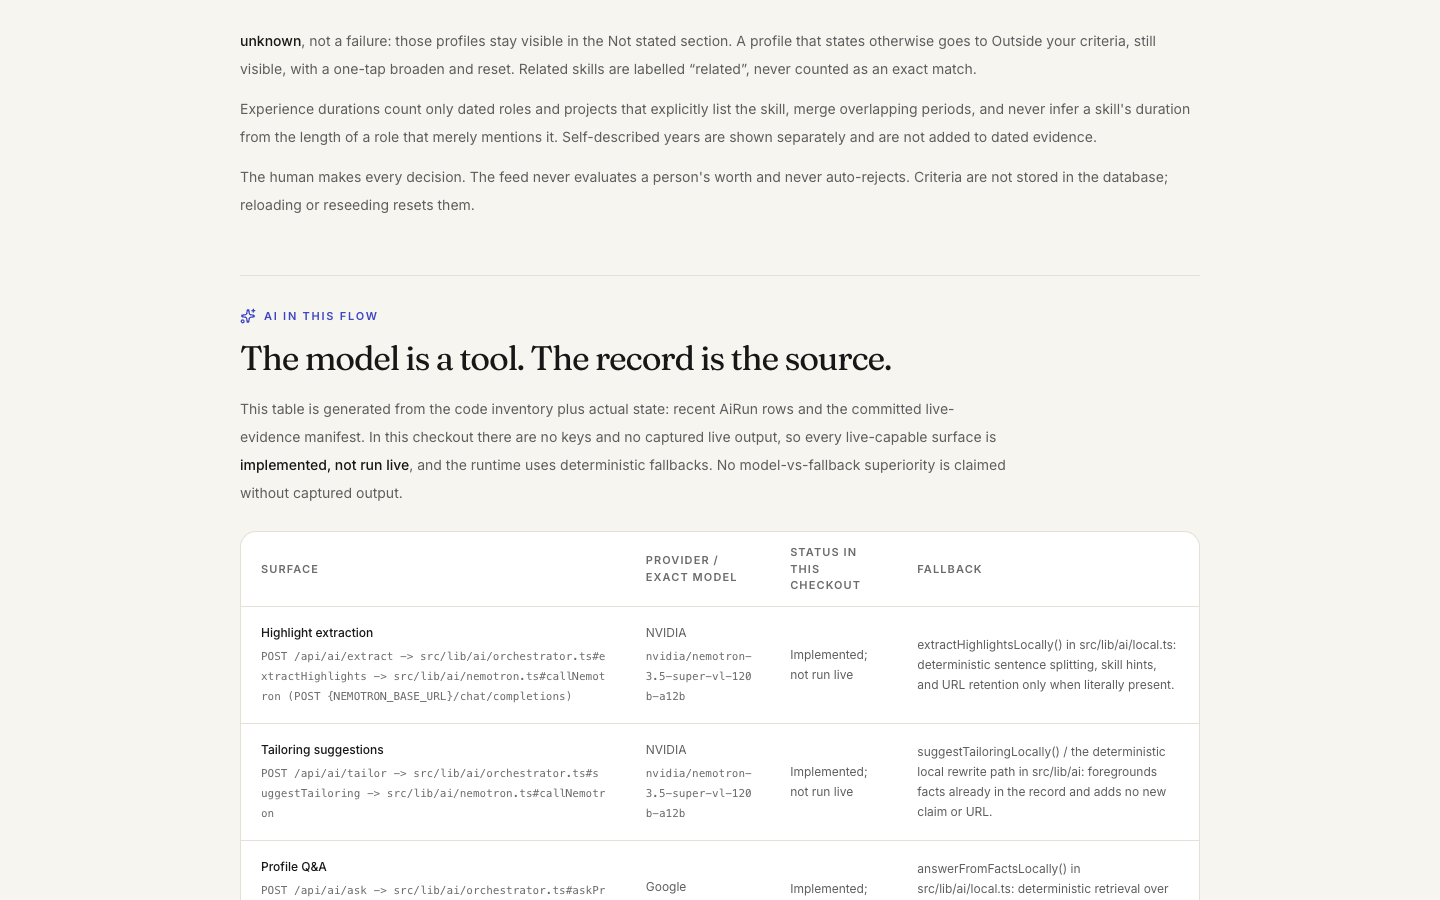 unknown, not a failure: those profiles stay visible in the Not stated section. A profile that states otherwise goes to Outside your criteria, still
visible, with a one-tap broaden and reset. Related skills are labelled “related”, never counted as an exact match.
Experience durations count only dated roles and projects that explicitly list the skill, merge overlapping periods, and never infer a skill's duration
from the length of a role that merely mentions it. Self-described years are shown separately and are not added to dated evidence.
The human makes every decision. The feed never evaluates a person's worth and never auto-rejects. Criteria are not stored in the database;
reloading or reseeding resets them.
AI IN THIS FLOW
The model is a tool. The record is the source.
This table is generated from the code inventory plus actual state: recent AiRun rows and the committed live-
evidence manifest. In this checkout there are no keys and no captured live output, so every live-capable surface is
implemented, not run live, and the runtime uses deterministic fallbacks. No model-vs-fallback superiority is claimed
without captured output.
SURFACE
PROVIDER /
EXACT MODEL
STATUS IN
THIS
CHECKOUT
FALLBACK
Highlight extraction
POST /api/ai/extract –> src/lib/ai/orchestrator.ts#e
xtractHighlights –> src/lib/ai/nemotron.ts#callNemot
ron (POST {NEMOTRON_BASE_URL}/chat/completions)
NVIDIA
nvidia/nemotron-
3.5-super-vl-120
b-a12b
Implemented;
not run live
extractHighlightsLocally() in src/lib/ai/local.ts:
deterministic sentence splitting, skill hints,
and URL retention only when literally present.
Tailoring suggestions
POST /api/ai/tailor –> src/lib/ai/orchestrator.ts#s
uggestTailoring –> src/lib/ai/nemotron.ts#callNemotr
on
NVIDIA
nvidia/nemotron-
3.5-super-vl-120
b-a12b
Implemented;
not run live
suggestTailoringLocally() / the deterministic
local rewrite path in src/lib/ai: foregrounds
facts already in the record and adds no new
claim or URL.
Profile Q&A
POST /api/ai/ask –> src/lib/ai/orchestrator.ts#askPr
Google
Implemented;
answerFromFactsLocally() in
src/lib/ai/local.ts: deterministic retrieval over